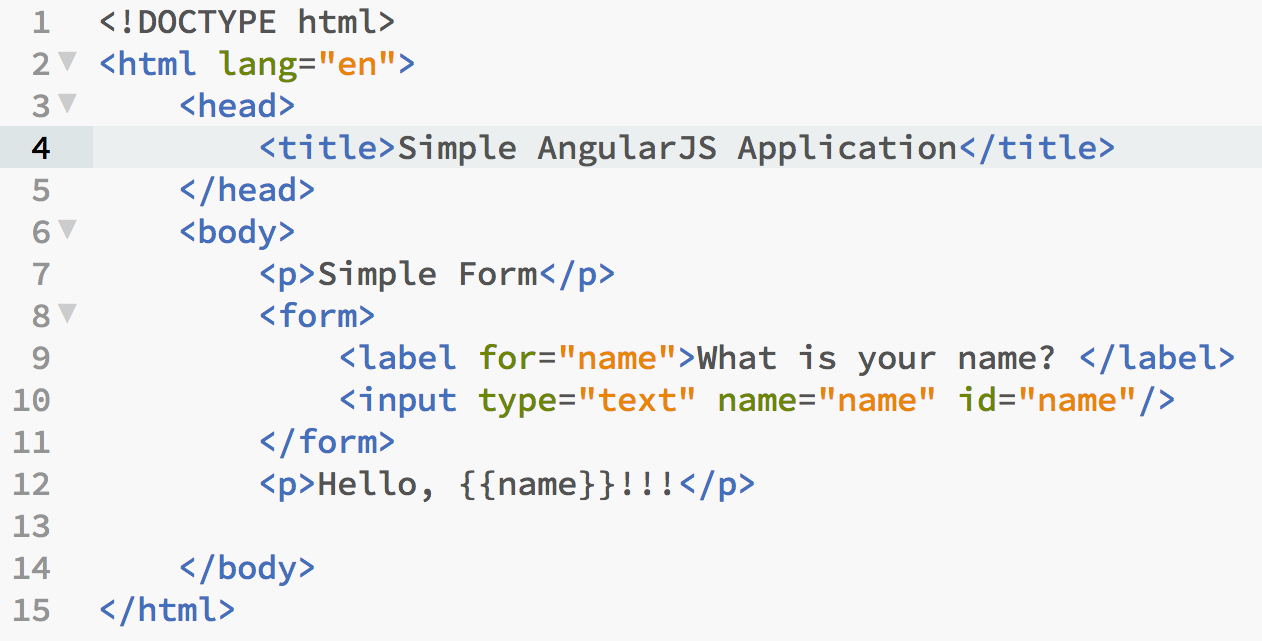 1 <!DOCTYPE html>
2 <html lang="en">
3     <head>
4         <title>Simple AngularJS Application</title>
5     </head>
6     <body>
7         <p>Simple Form</p>
8         <form>
9             <label for="name">What is your name? </label>
10             <input type="text" name="name" id="name"/>
11         </form>
12         <p>Hello, {{name}}!!!</p>
13
14     </body>
15 </html>